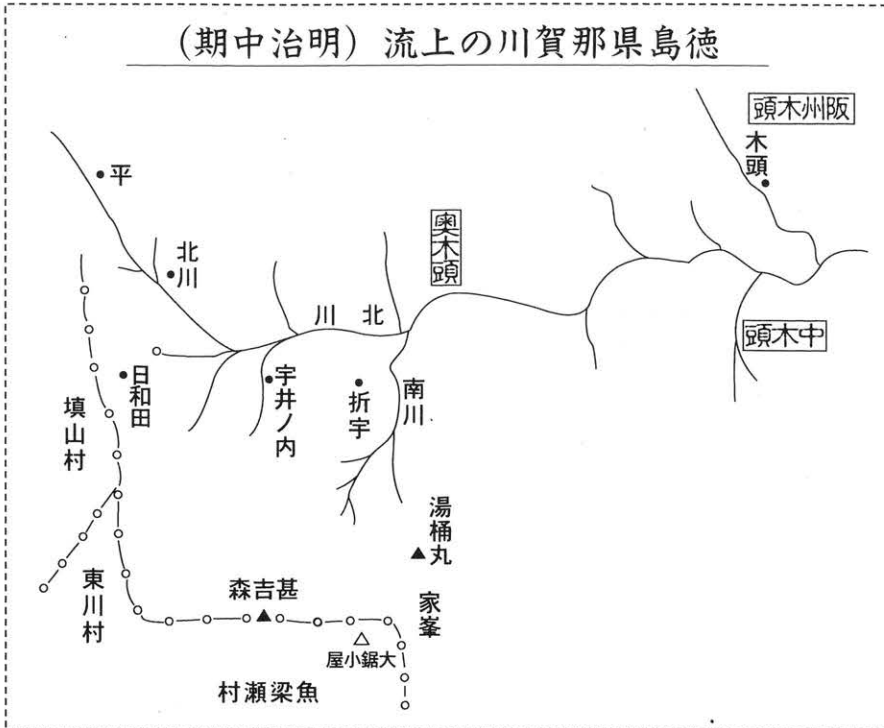 徳島県那賀川の上流 (明治中期)
阪州木頭
木頭
平
奥木頭
北川
北川
中木頭
日和田
宇井ノ内
折宇
南川
填山村
湯桶丸
東川村
甚吉森
家峯
大鋸小屋
魚梁瀬村